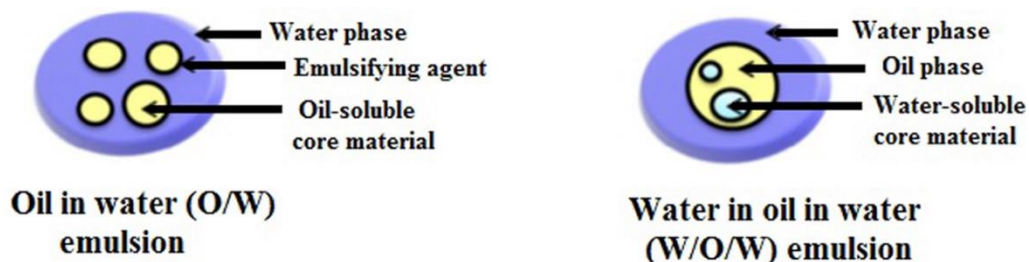 Water phase
Emulsifying agent
Oil-soluble
core material
Oil in water (O/W)
emulsion
Water phase
Oil phase
Water-soluble
core material
Water in oil in water
(W/O/W) emulsion